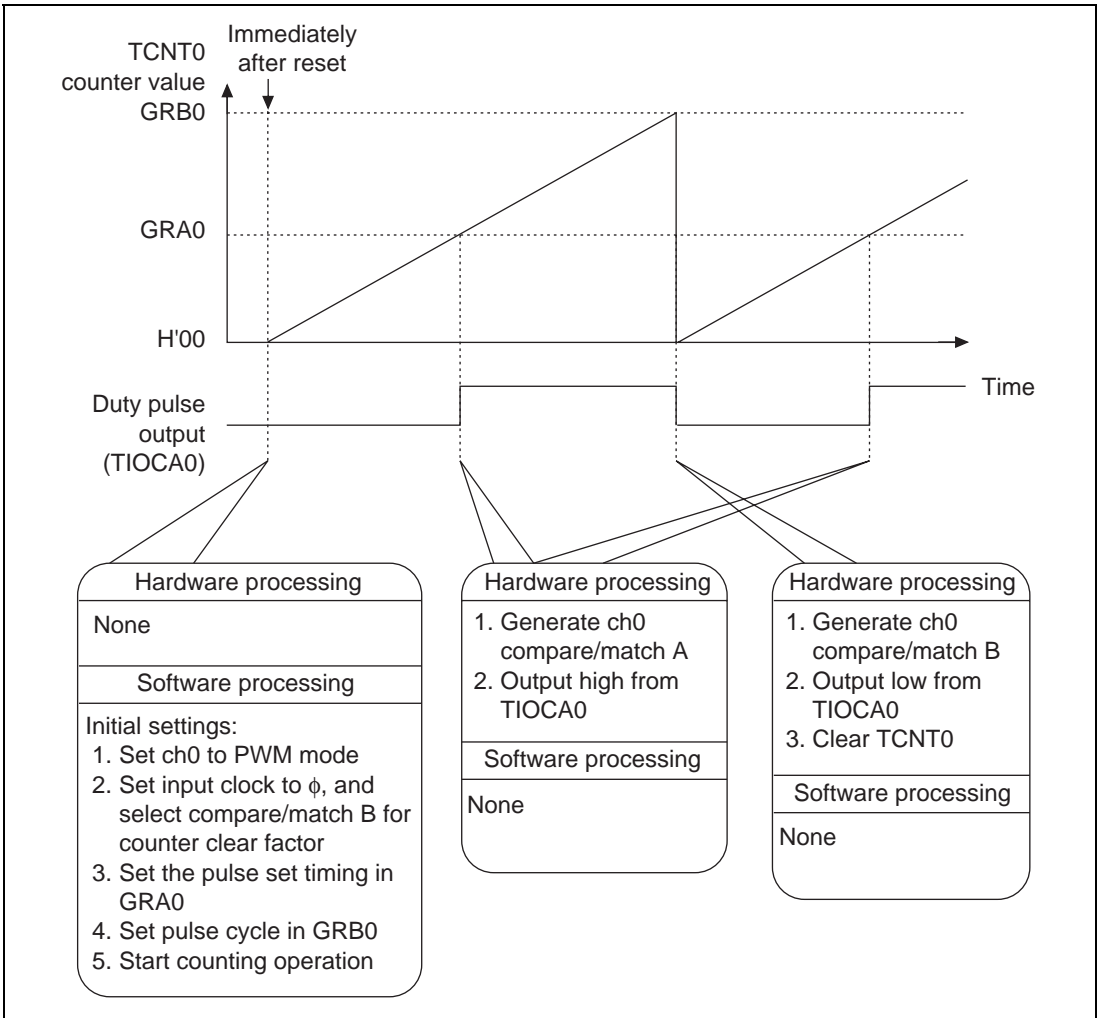 Immediately
after reset
TCNT0
counter value
GRB0
GRA0
H'00
Time
Duty pulse
output
(TIOCA0)
Hardware processing
None
Software processing
Initial settings:
1. Set ch0 to PWM mode
2. Set input clock to ϕ, and
select compare/match B for
counter clear factor
3. Set the pulse set timing in
GRA0
4. Set pulse cycle in GRB0
5. Start counting operation
Hardware processing
1. Generate ch0
compare/match A
2. Output high from
TIOCA0
Software processing
None
Hardware processing
1. Generate ch0
compare/match B
2. Output low from
TIOCA0
3. Clear TCNT0
Software processing
None